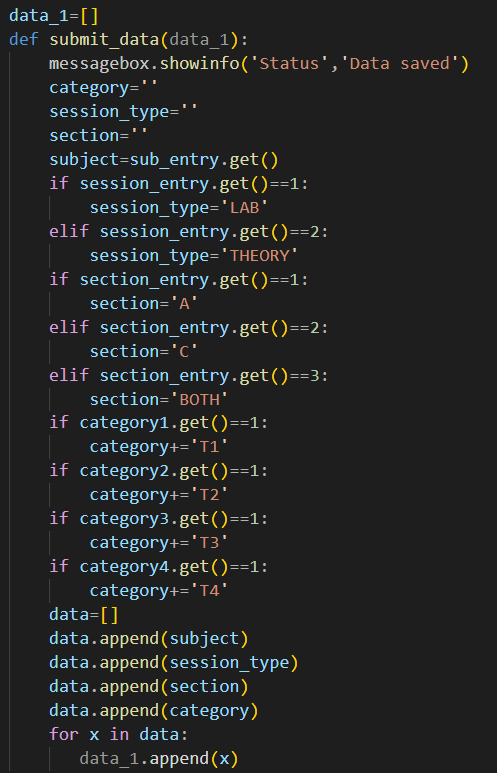 data_1=[]
def submit_data(data_1):
    messagebox.showinfo('Status','Data saved')
    category=''
    session_type=''
    section=''
    subject=sub_entry.get()
    if session_entry.get()==1:
        session_type='LAB'
    elif session_entry.get()==2:
        session_type='THEORY'
    if section_entry.get()==1:
        section='A'
    elif section_entry.get()==2:
        section='C'
    elif section_entry.get()==3:
        section='BOTH'
    if category1.get()==1:
        category+='T1'
    if category2.get()==1:
        category+='T2'
    if category3.get()==1:
        category+='T3'
    if category4.get()==1:
        category+='T4'
    data=[]
    data.append(subject)
    data.append(session_type)
    data.append(section)
    data.append(category)
    for x in data:
       data_1.append(x)